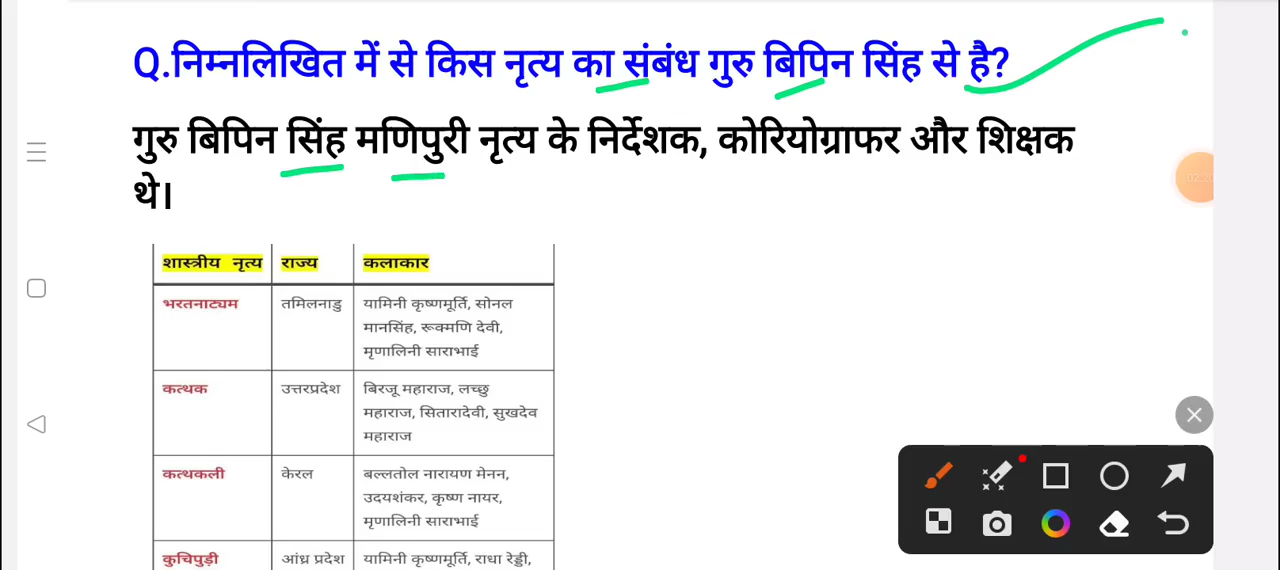 Q.निम्नलिखित में से किस नृत्य का संबंध गुरु बिपिन सिंह से है?
गुरु बिपिन सिंह मणिपुरी नृत्य के निर्देशक, कोरियोग्राफर और शिक्षक
थे।
शास्त्रीय नृत्य राज्य कलाकार
भरतनाट्यम तमिलनाडु यामिनी कृष्णमूर्ति, सोनल
मानसिंह, रूक्मणि देवी,
मृणालिनी साराभाई
कत्थक उत्तरप्रदेश बिरजू महाराज, लच्छु
महाराज, सितारादेवी, सुखदेव
महाराज
कत्थकली केरल बल्लतोल नारायण मेनन,
उदयशंकर, कृष्ण नायर,
मृणालिनी साराभाई
कुचिपुड़ी आंध्र प्रदेश यामिनी कृष्णमूर्ति, राधा रेड्डी,